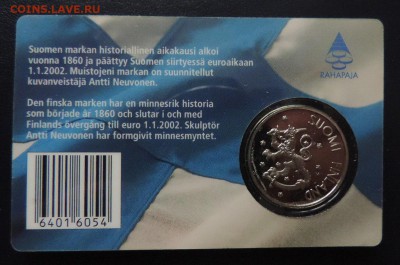 COINS.LAVE.RU
Suomen markan historiallinen aikakausi alkoi
vuonna 1860 ja päättyy Suomen siirtyessä euroaikaan
1.1.2002. Muistojeni markan on suunnitellut
kuvanveistäjä Antti Neuvonen.
RAHAPAJA
Den finska marken har en minnesrik historia
som började år 1860 och slutar i och med
Finlands övergång till euro 1.1.2002. Skulptör
Antti Neuvonen har formgivit minnesmyntet.
SUOMI FINLAND
6401 6054